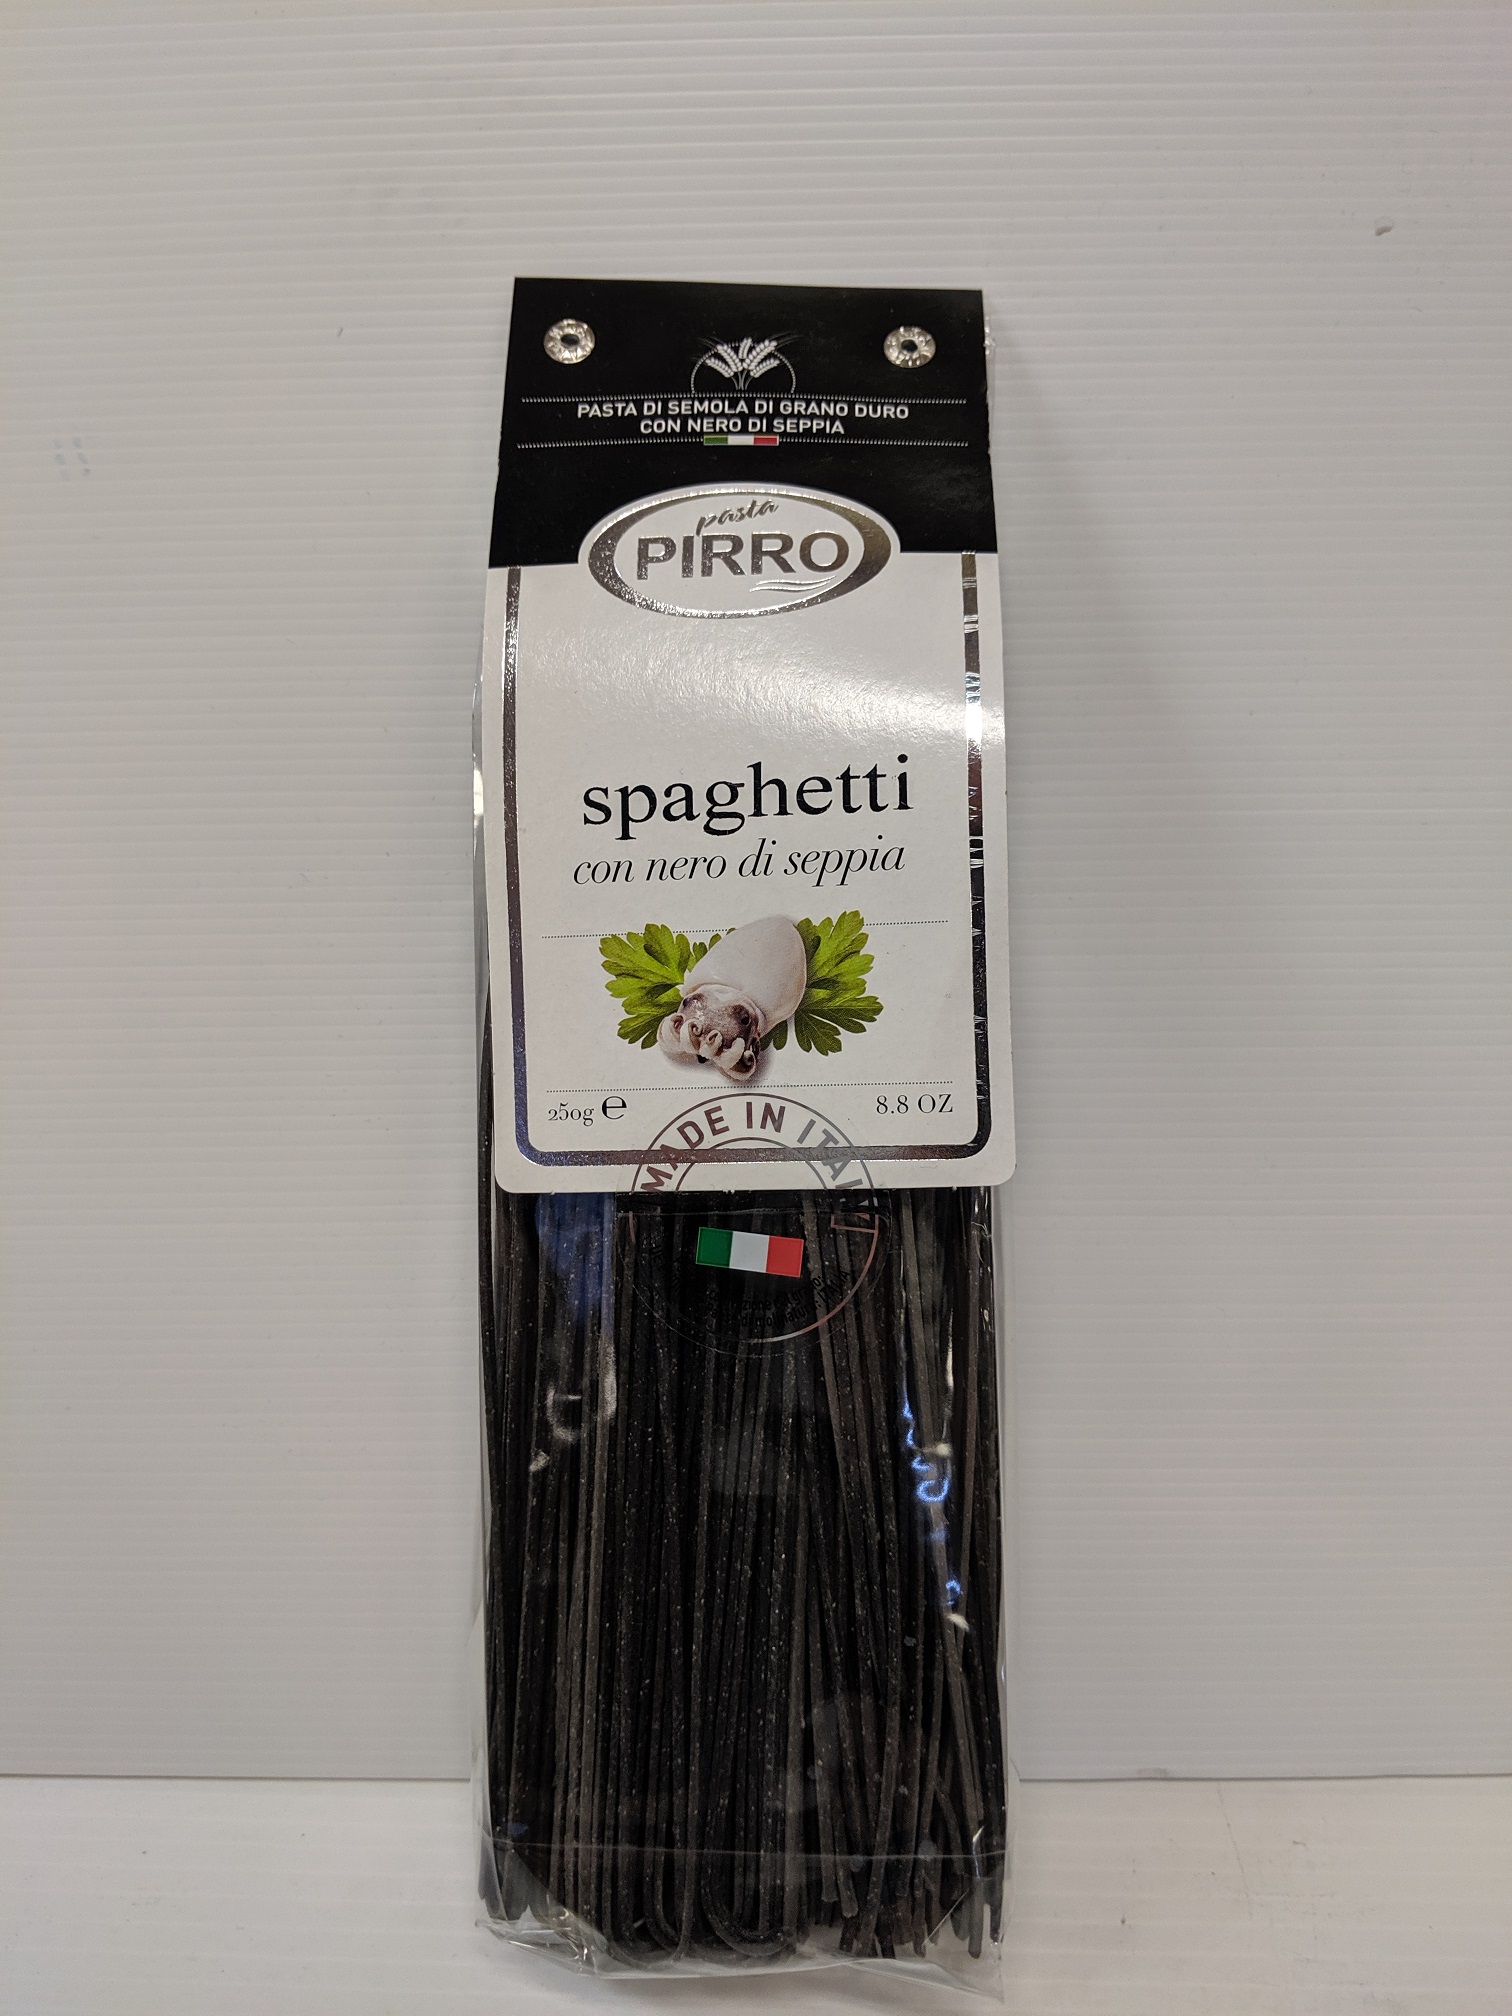 PASTA DI SEMOLA DI GRANO DURO
CON NERO DI SEPPIA
pasta
PIRRO
spaghetti
con nero di seppia
250g ℮
8.8 OZ
MADE IN ITALY